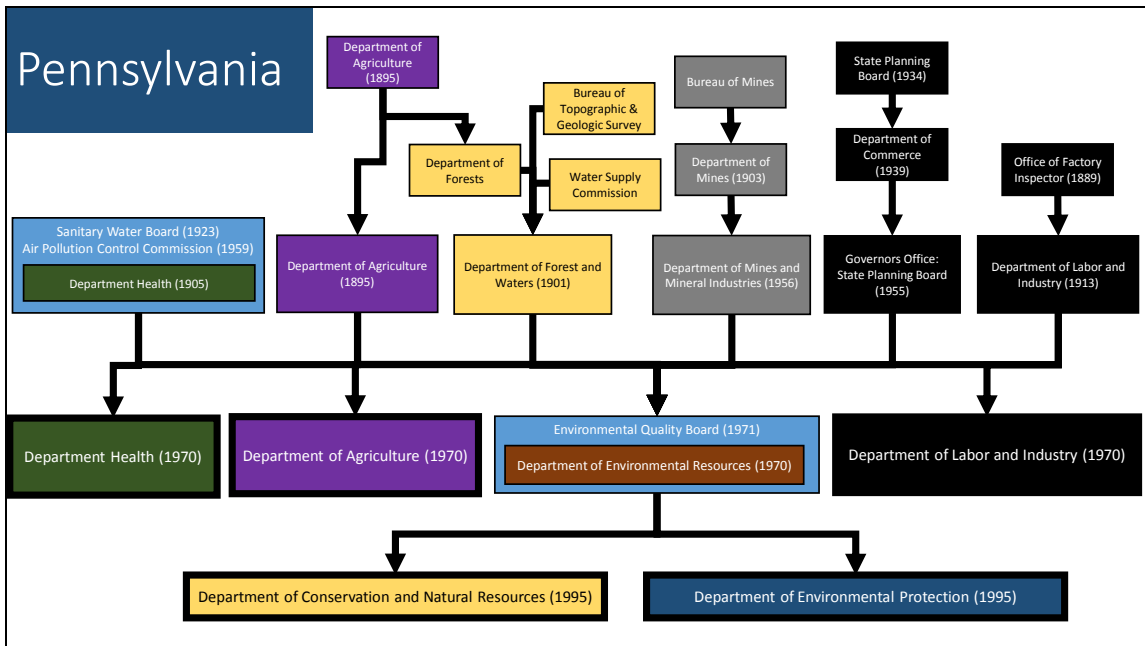 Pennsylvania
Department of
Agriculture
(1895)
Bureau of
Topographic &
Geologic Survey
Bureau of Mines
State Planning
Board (1934)
Department of
Forests
Water Supply
Commission
Department of
Mines (1903)
Department of
Commerce
(1939)
Office of Factory
Inspector (1889)
Sanitary Water Board (1923)
Air Pollution Control Commission (1959)
Department Health (1905)
Department of Agriculture
(1895)
Department of Forest and
Waters (1901)
Department of Mines and
Mineral Industries (1956)
Governors Office:
State Planning Board
(1955)
Department of Labor and
Industry (1913)
Department Health (1970)
Department of Agriculture (1970)
Environmental Quality Board (1971)
Department of Environmental Resources (1970)
Department of Labor and Industry (1970)
Department of Conservation and Natural Resources (1995)
Department of Environmental Protection (1995)